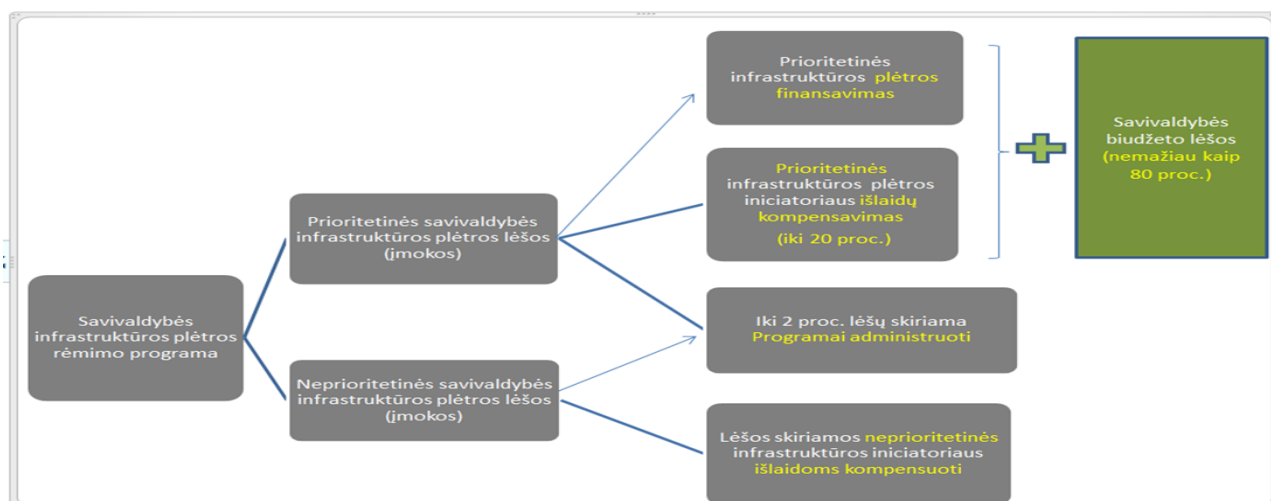 Savivaldybės
infrastruktūros plėtros
rėmimo programa
Prioritetinės savivaldybės
infrastruktūros plėtros lėšos
(įmokos)
Neprioritetinės savivaldybės
infrastruktūros plėtros lėšos
(įmokos)
Prioritetinės
infrastruktūros plėtros
finansavimas
Prioritetinės
infrastruktūros plėtros
iniciatoriaus išlaidų
kompensavimas
(iki 20 proc.)
Iki 2 proc. lėšų skiriama
Programai administruoti
Lėšos skiriamos neprioritetinės
infrastruktūros iniciatoriaus
išlaidoms kompensuoti
Savivaldybės
biudžeto lėšos
(nemažiau kaip
80 proc.)